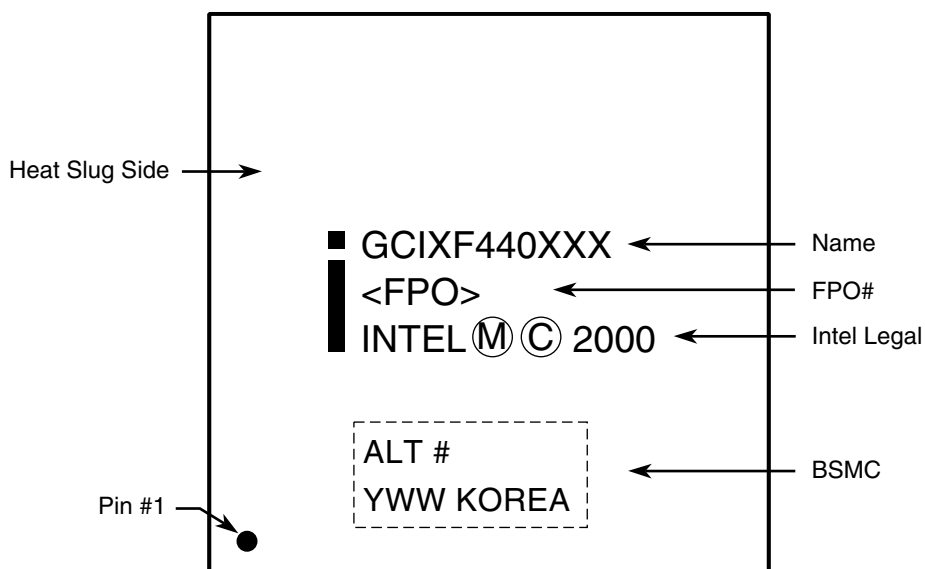 Heat Slug Side
GCIXF440XXX
Name
<FPO>
FPO#
INTEL Ⓜ Ⓒ 2000
Intel Legal
ALT #
YWW KOREA
BSMC
Pin #1